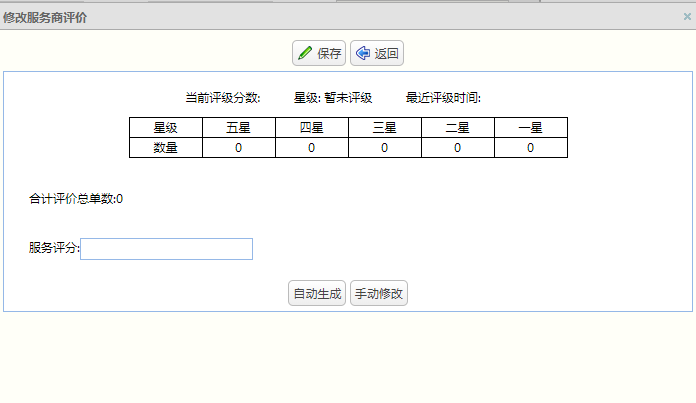 修改服务商评价
保存 返回
当前评级分数: 星级: 暂未评级 最近评级时间:
星级 五星 四星 三星 二星 一星
数量 0 0 0 0 0
合计评价总单数:0
服务评分:
自动生成 手动修改